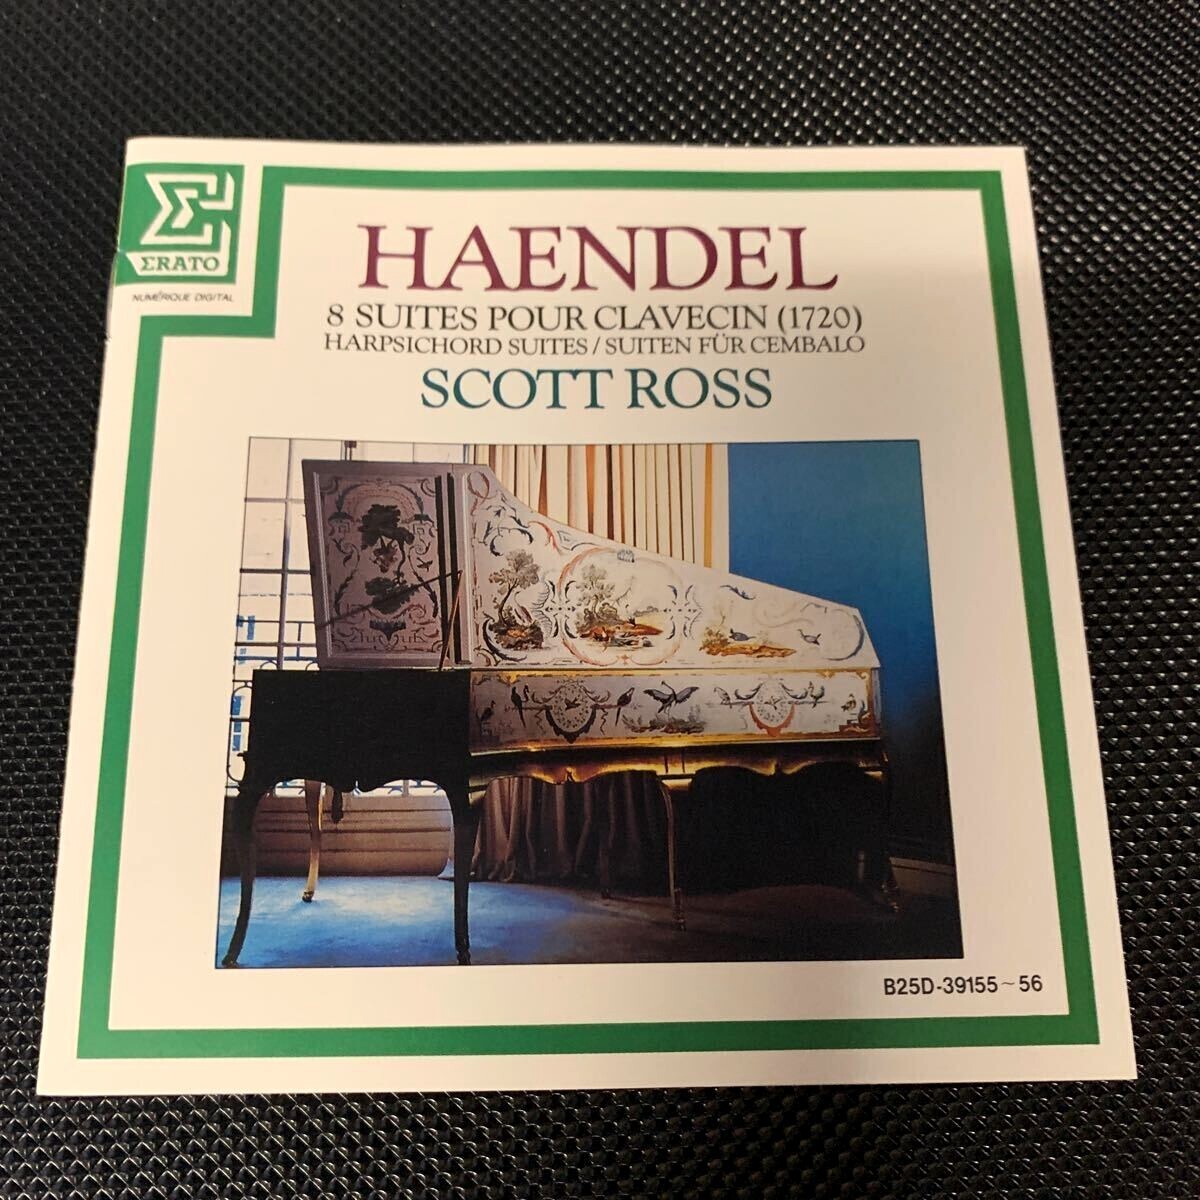 ΣRATO
NUMÉRIQUE DIGITAL
HAENDEL
8 SUITES POUR CLAVECIN (1720)
HARPSICHORD SUITES / SUITEN FÜR CEMBALO
SCOTT ROSS
B25D-39155~56